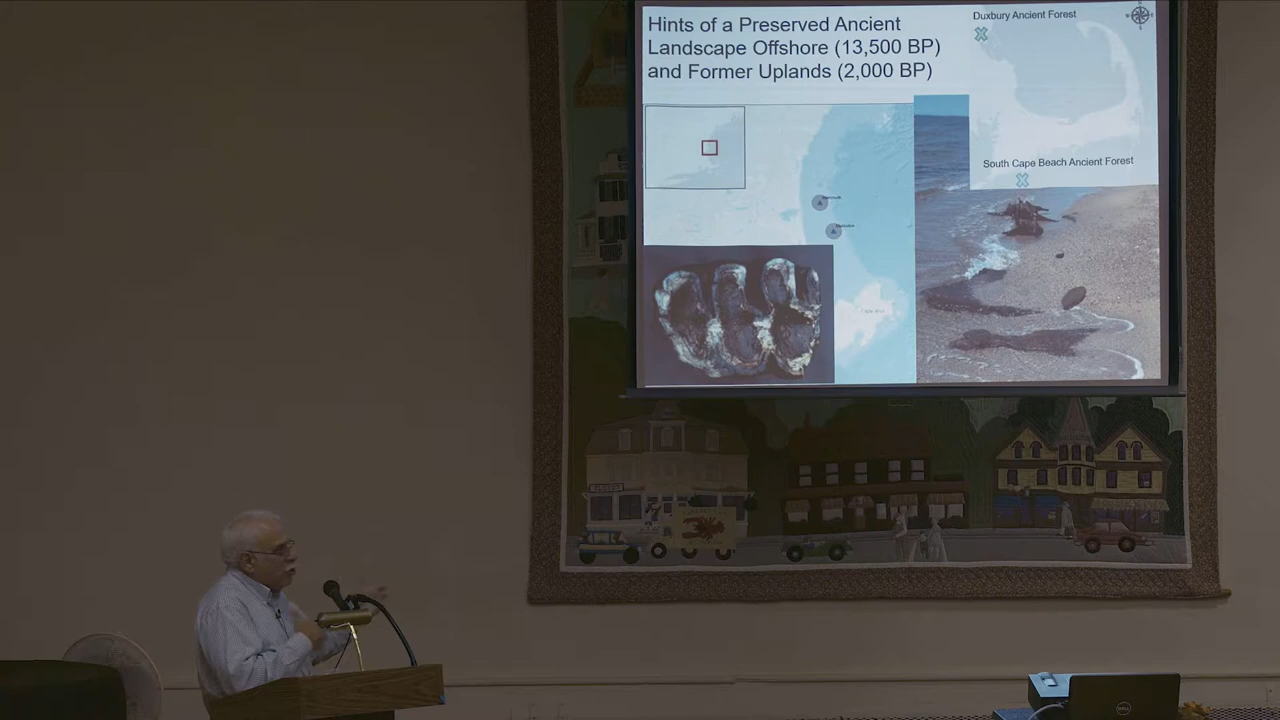 Hints of a Preserved Ancient
Landscape Offshore (13,500 BP)
and Former Uplands (2,000 BP)
Duxbury Ancient Forest
South Cape Beach Ancient Forest
DELL